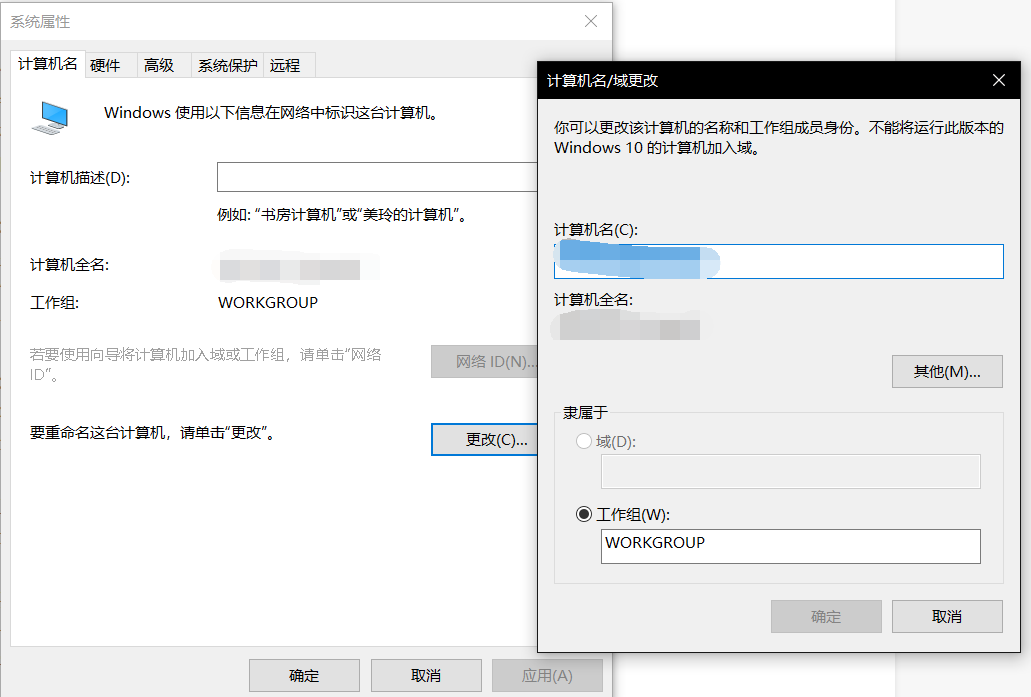 系统属性
计算机名
硬件
高级
系统保护
远程
Windows 使用以下信息在网络中标识这台计算机。
计算机描述(D):
例如: “书房计算机”或“美玲的计算机”。
计算机全名:
工作组:
WORKGROUP
若要使用向导将计算机加入域或工作组，请单击“网络
ID”。
网络 ID(N)...
要重命名这台计算机，请单击“更改”。
更改(C)...
确定
取消
应用(A)
计算机名/域更改
你可以更改该计算机的名称和工作组成员身份。不能将运行此版本的
Windows 10 的计算机加入域。
计算机名(C):
计算机全名:
其他(M)...
隶属于
域(D):
工作组(W):
WORKGROUP
确定
取消